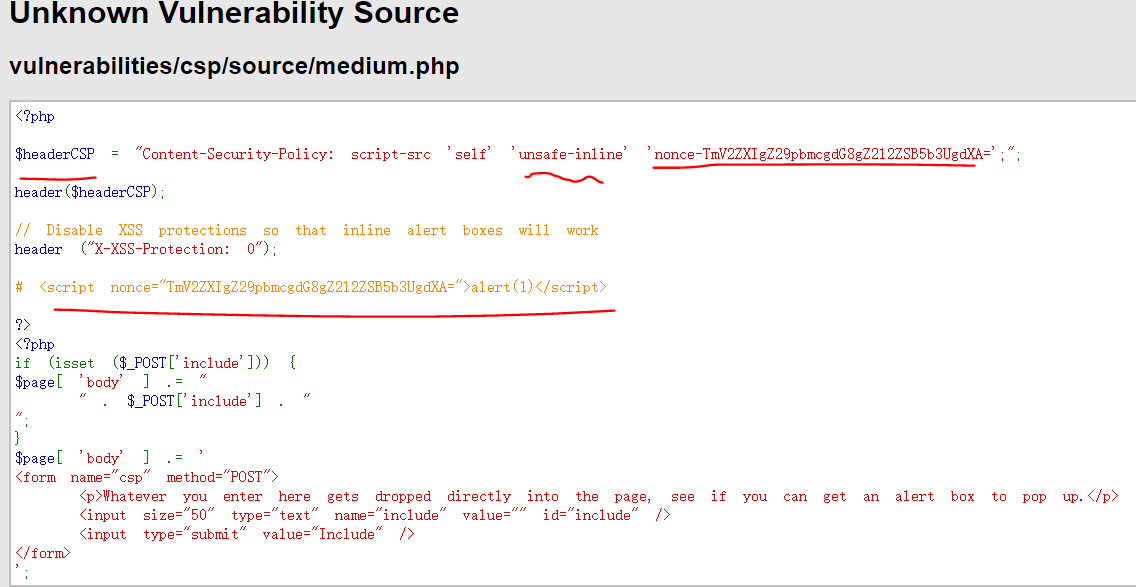 Unknown Vulnerability Source
vulnerabilities/csp/source/medium.php
<?php
$headerCSP = "Content-Security-Policy: script-src 'self' 'unsafe-inline' 'nonce-TmV2ZXIgZ29pbmcgdG8gZ212ZSB5b3UgdXA=';";
header($headerCSP);
// Disable XSS protections so that inline alert boxes will work
header ("X-XSS-Protection: 0");
# <script nonce="TmV2ZXIgZ29pbmcgdG8gZ212ZSB5b3UgdXA=">alert(1)</script>
?>
<?php
if (isset ($_POST['include'])) {
$page[ 'body' ] .= "
" . $_POST['include'] . "
";
}
$page[ 'body' ] .= '
<form name="csp" method="POST">
<p>Whatever you enter here gets dropped directly into the page, see if you can get an alert box to pop up.</p>
<input size="50" type="text" name="include" value="" id="include" />
<input type="submit" value="Include" />
</form>
';